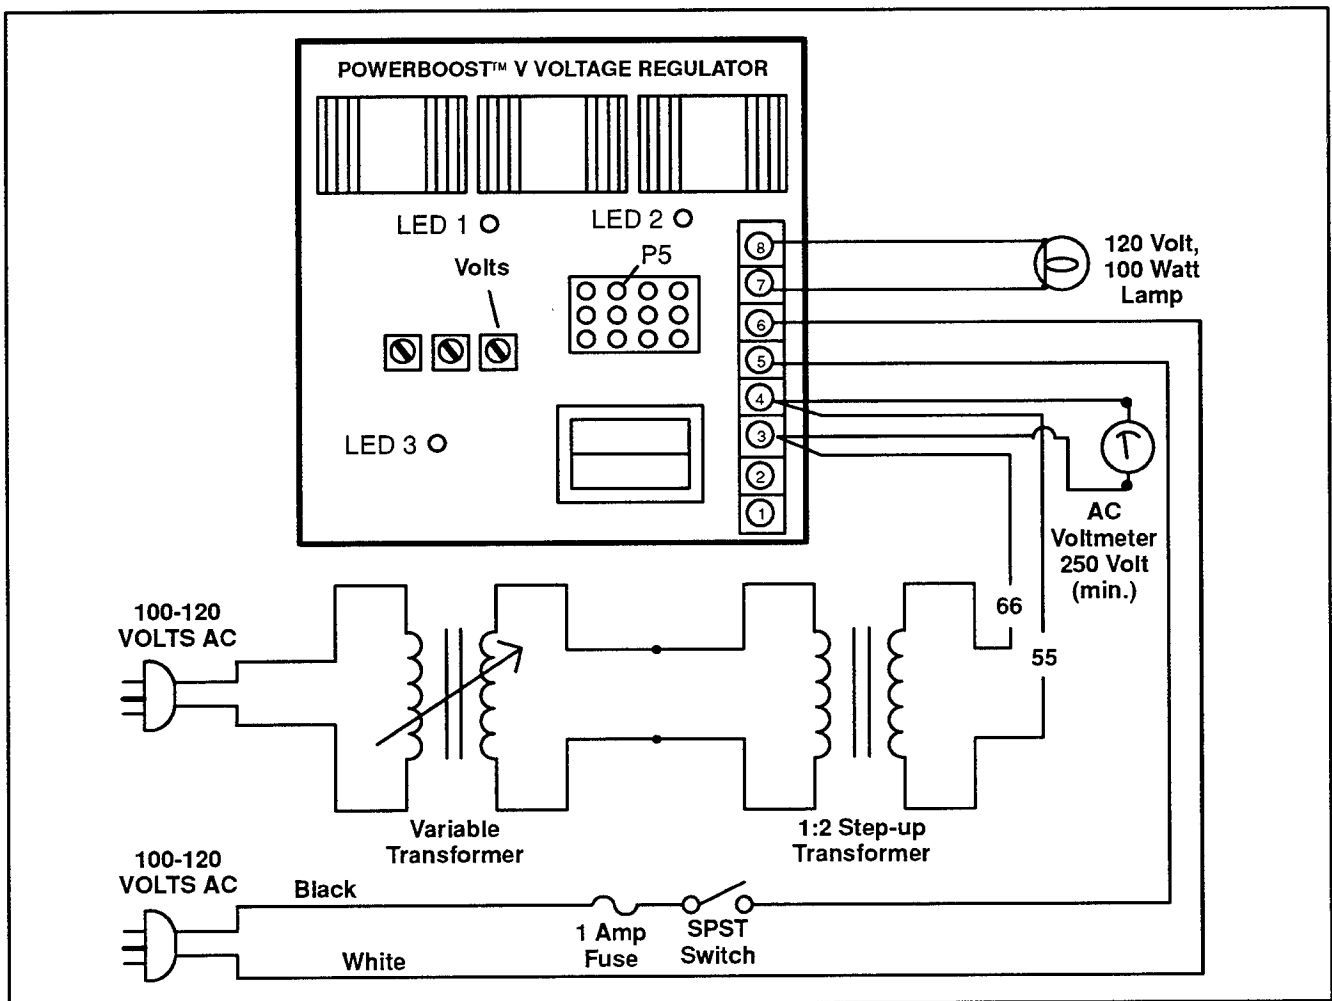 POWERBOOST™ V VOLTAGE REGULATOR
LED 1
LED 2
Volts
P5
LED 3
8
7
6
5
4
3
2
1
120 Volt,
100 Watt
Lamp
AC
Voltmeter
250 Volt
(min.)
66
55
100-120
VOLTS AC
Variable
Transformer
1:2 Step-up
Transformer
100-120
VOLTS AC
Black
White
1 Amp
Fuse
SPST
Switch